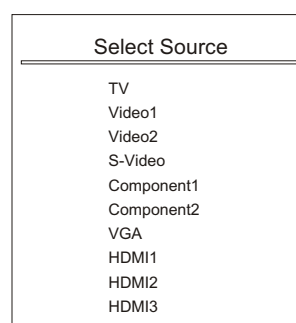 Select Source
TV
Video1
Video2
S-Video
Component1
Component2
VGA
HDMI1
HDMI2
HDMI3